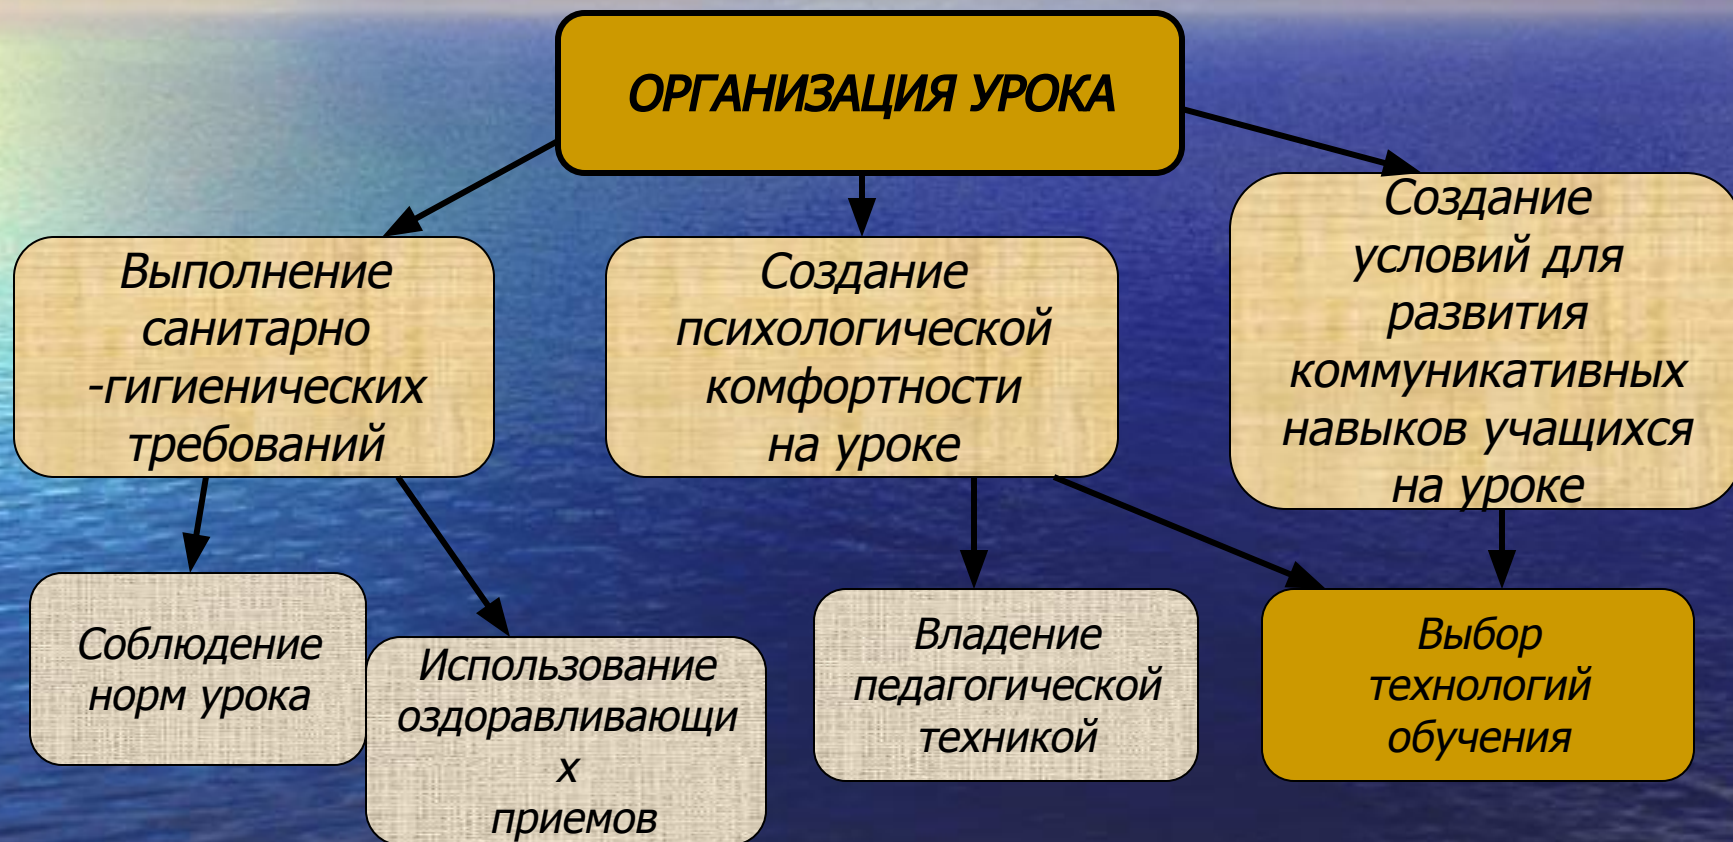 ОРГАНИЗАЦИЯ УРОКА
Выполнение
санитарно
-гигиенических
требований
Создание
психологической
комфортности
на уроке
Создание
условий для
развития
коммуникативных
навыков учащихся
на уроке
Соблюдение
норм урока
Использование
оздоравливающи
х
приемов
Владение
педагогической
техникой
Выбор
технологий
обучения